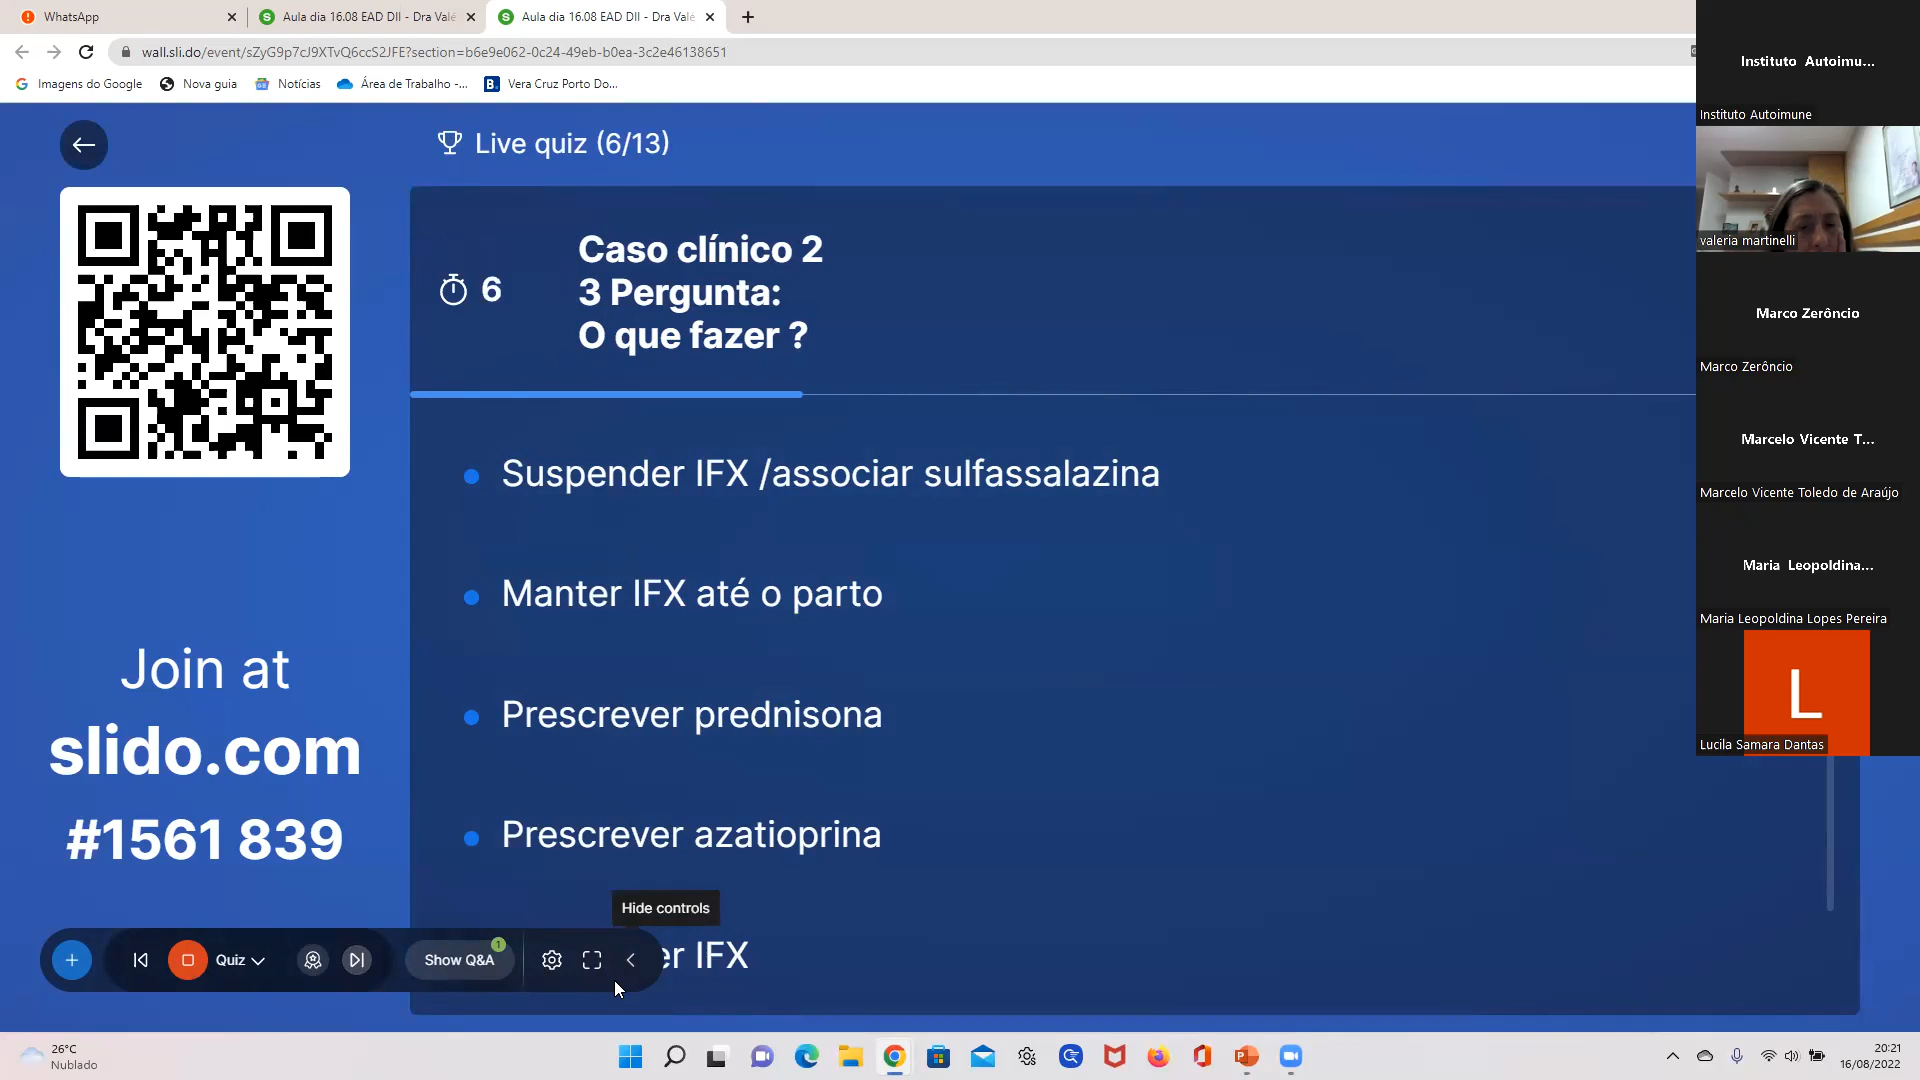 WhatsApp
Aula dia 16.08 EAD DII - Dra Valé
Aula dia 16.08 EAD DII - Dra Valé
wall.sli.do/event/sZyG9p7cJ9XTvQ6ccS2JFE?section=b6e9e062-0c24-49eb-b0ea-3c2e46138651
Imagens do Google
Nova guia
Notícias
Área de Trabalho -...
Vera Cruz Porto Do...
Live quiz (6/13)
6
Caso clínico 2
3 Pergunta:
O que fazer ?
Suspender IFX /associar sulfassalazina
Manter IFX até o parto
Prescrever prednisona
Prescrever azatioprina
er IFX
Join at
slido.com
#1561 839
Hide controls
Quiz
Show Q&A
1
Instituto Autoimu...
Instituto Autoimune
valeria martinelli
Marco Zerôncio
Marco Zerôncio
Marcelo Vicente T...
Marcelo Vicente Toledo de Araújo
Maria Leopoldina...
Maria Leopoldina Lopes Pereira
L
Lucila Samara Dantas
26°C
Nublado
20:21
16/08/2022